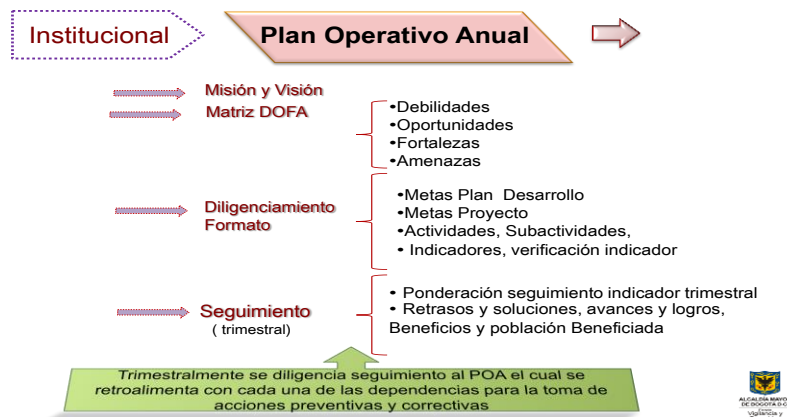 Institucional
Plan Operativo Anual
Misión y Visión
Matriz DOFA
•Debilidades
•Oportunidades
•Fortalezas
•Amenazas
Diligenciamiento
Formato
•Metas Plan Desarrollo
•Metas Proyecto
•Actividades, Subactividades,
• Indicadores, verificación indicador
Seguimiento
( trimestral)
• Ponderación seguimiento indicador trimestral
• Retrasos y soluciones, avances y logros,
Beneficios y población Beneficiada
Trimestralmente se diligencia seguimiento al POA el cual se
retroalimenta con cada una de las dependencias para la toma de
acciones preventivas y correctivas
ALCALDÍA MAYO
DE BOGOTÁ D.C
Vigilancia y